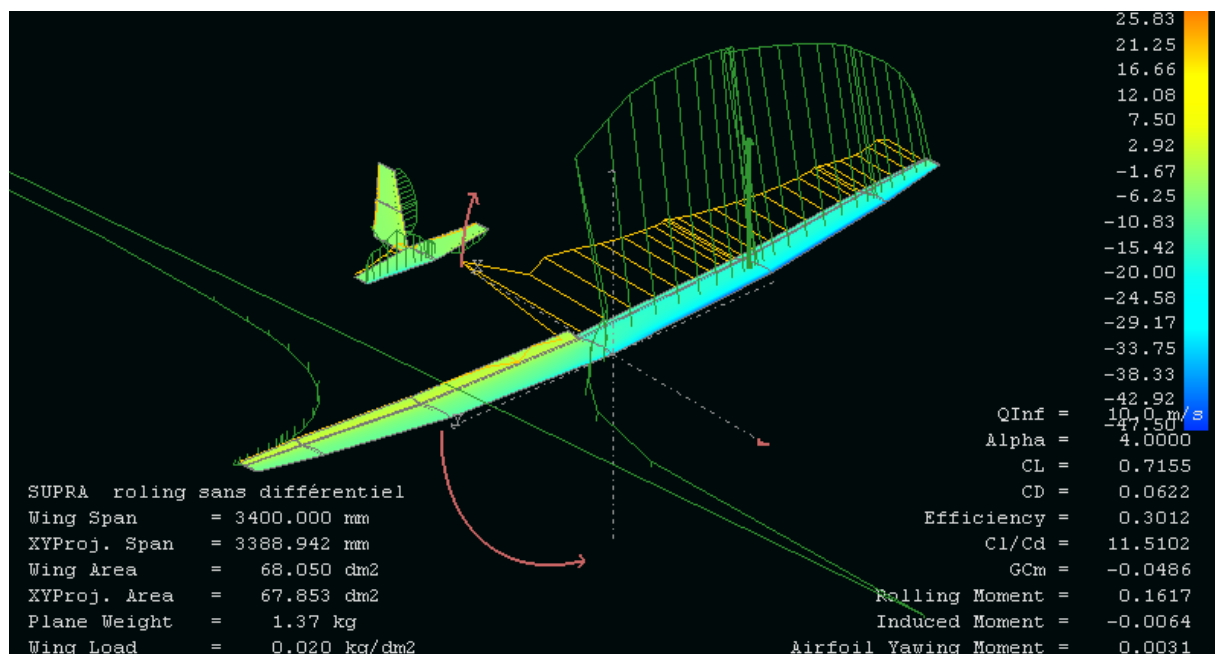 25.83
21.25
16.66
12.08
7.50
2.92
-1.67
-6.25
-10.83
-15.42
-20.00
-24.58
-29.17
-33.75
-38.33
-42.92
-47.50
SUPRA roling sans différentiel
Wing Span = 3400.000 mm
XYProj. Span = 3388.942 mm
Wing Area = 68.050 dm2
XYProj. Area = 67.853 dm2
Plane Weight = 1.37 kg
Wing Load = 0.020 kg/dm2
QInf = 10.0 m/s
Alpha = 4.0000
CL = 0.7155
CD = 0.0622
Efficiency = 0.3012
Cl/Cd = 11.5102
GCm = -0.0486
Rolling Moment = 0.1617
Induced Moment = -0.0064
Airfoil Yawing Moment = 0.0031
X
Y